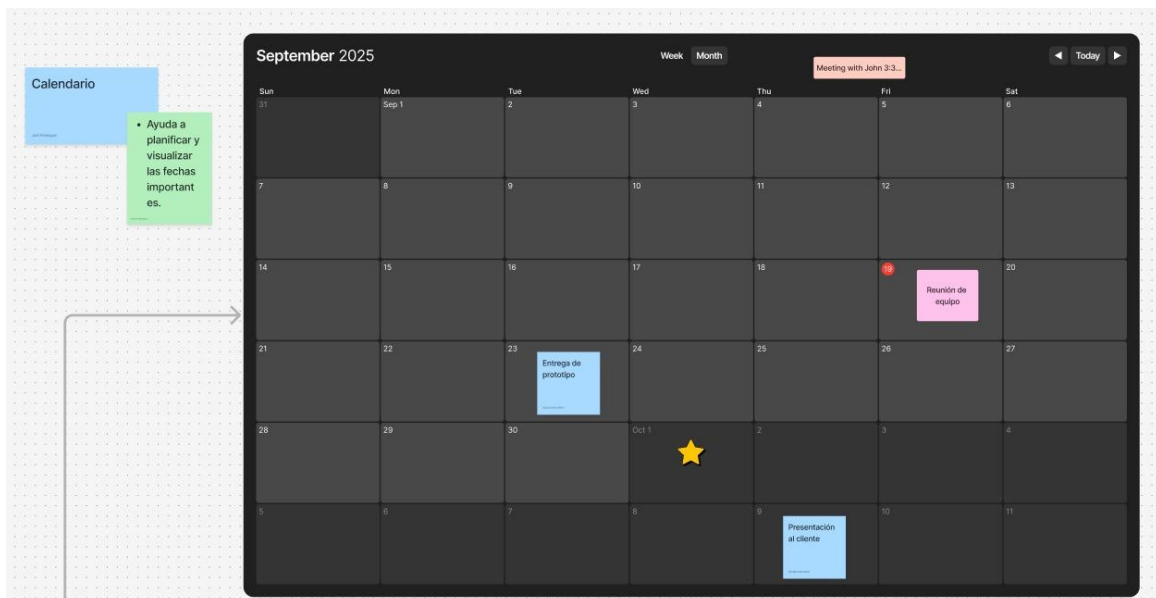 Calendario
• Ayuda a
planificar y
visualizar
las fechas
important
es.
September 2025
Week Month
Meeting with John 3:3...
Today
Sun Mon Tue Wed Thu Fri Sat
31 Sep 1 2 3 4 5 6
7 8 9 10 11 12 13
14 15 16 17 18 19 20
Reunión de
equipo
21 22 23 24 25 26 27
Entrega de
prototipo
28 29 30 Oct 1 2 3 4
5 6 7 8 9 10 11
Presentación
al cliente